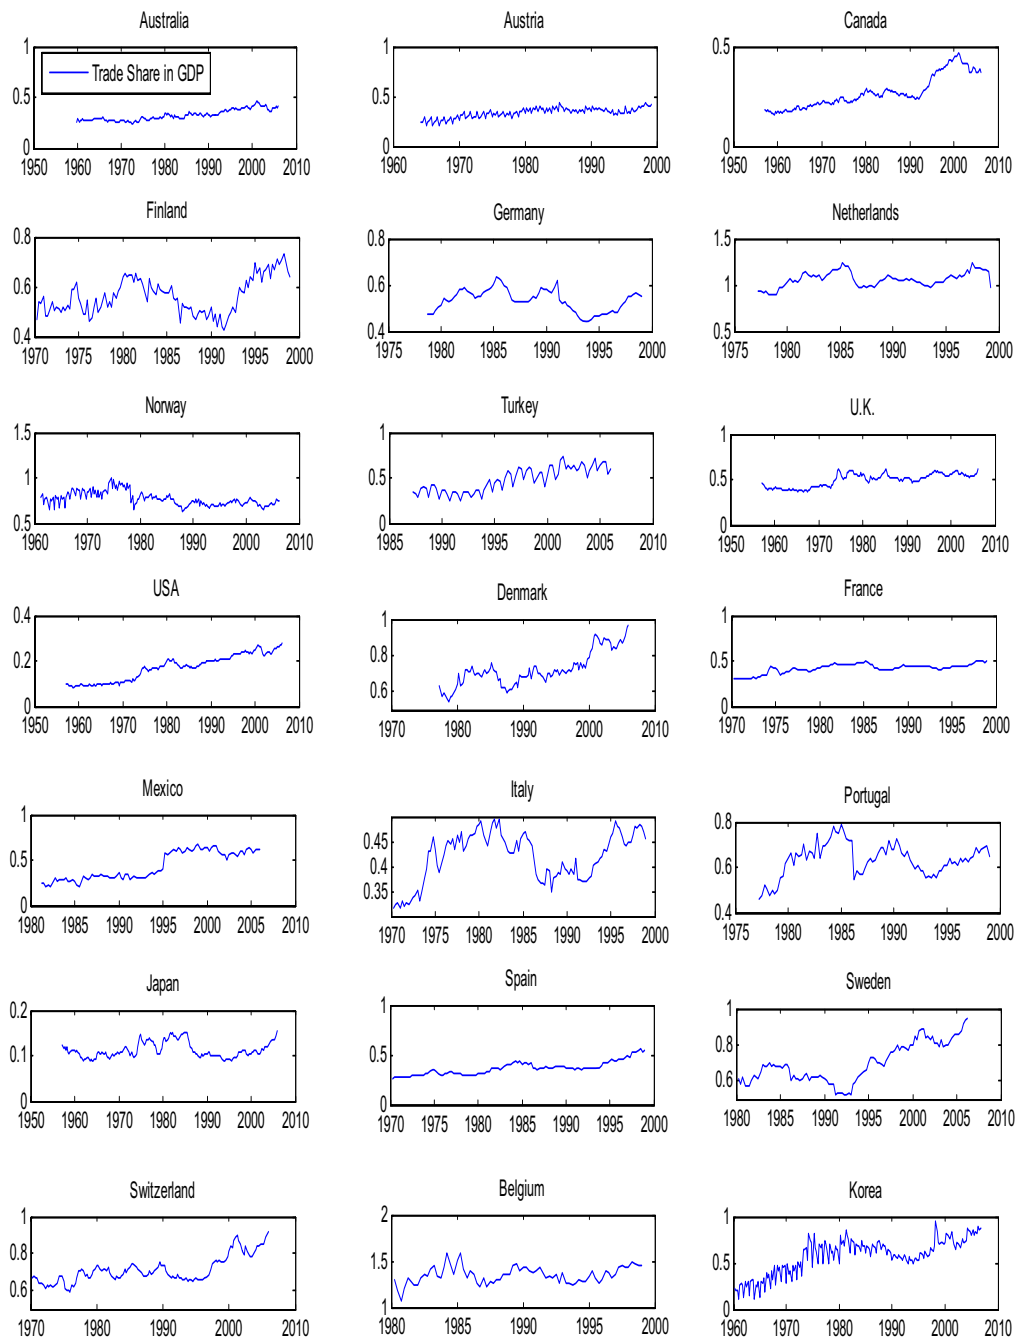 Australia Austria Canada
1 1 0.5
Trade Share in GDP
0.5 0.5
0 0 0
1950 1960 1970 1980 1990 2000 2010 1960 1970 1980 1990 2000 1950 1960 1970 1980 1990 2000 2010
Finland Germany Netherlands
0.8 0.8 1.5
0.6 0.6 1
0.4 0.4 0.5
1970 1975 1980 1985 1990 1995 2000 1975 1980 1985 1990 1995 2000 1975 1980 1985 1990 1995 2000
Norway Turkey U.K.
1.5 1 1
1 0.5 0.5
0.5 0 0
1960 1970 1980 1990 2000 2010 1985 1990 1995 2000 2005 2010 1950 1960 1970 1980 1990 2000 2010
USA Denmark France
0.4 1 1
0.2 0.8 0.5
0.6
0 0
1950 1960 1970 1980 1990 2000 2010 1970 1980 1990 2000 2010 1970 1975 1980 1985 1990 1995 2000
Mexico Italy Portugal
1 0.45 0.8
0.5 0.4 0.6
0 0.35 0.4
1980 1985 1990 1995 2000 2005 2010 1970 1975 1980 1985 1990 1995 2000 1975 1980 1985 1990 1995 2000
Japan Spain Sweden
0.2 1 1
0.1 0.5 0.8
0 0 0.6
1950 1960 1970 1980 1990 2000 2010 1970 1975 1980 1985 1990 1995 2000 1980 1985 1990 1995 2000 2005 2010
Switzerland Belgium Korea
1 2 1
0.8 1.5 0.5
0.6 1 0
1970 1980 1990 2000 2010 1980 1985 1990 1995 2000 1960 1970 1980 1990 2000 2010